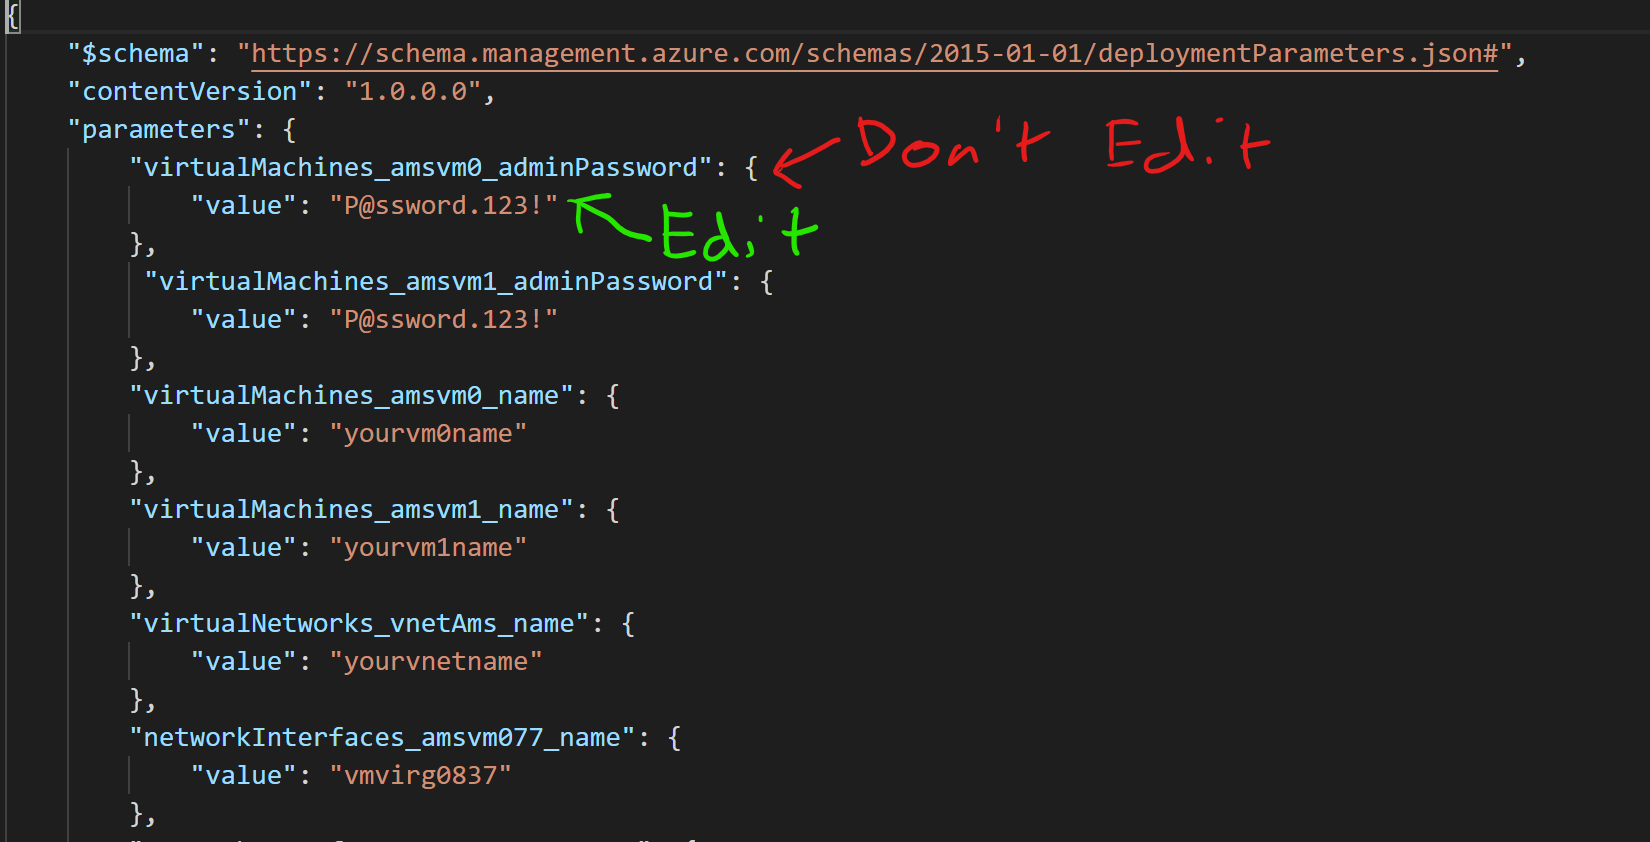 {
"$schema": "https://schema.management.azure.com/schemas/2015-01-01/deploymentParameters.json#",
"contentVersion": "1.0.0.0",
"parameters": {
"virtualMachines_amsvm0_adminPassword": { Don't Edit
"value": "P@ssword.123!" Edit
},
"virtualMachines_amsvm1_adminPassword": {
"value": "P@ssword.123!"
},
"virtualMachines_amsvm0_name": {
"value": "yourvm0name"
},
"virtualMachines_amsvm1_name": {
"value": "yourvm1name"
},
"virtualNetworks_vnetAms_name": {
"value": "yourvnetname"
},
"networkInterfaces_amsvm077_name": {
"value": "vmvirg0837"
},